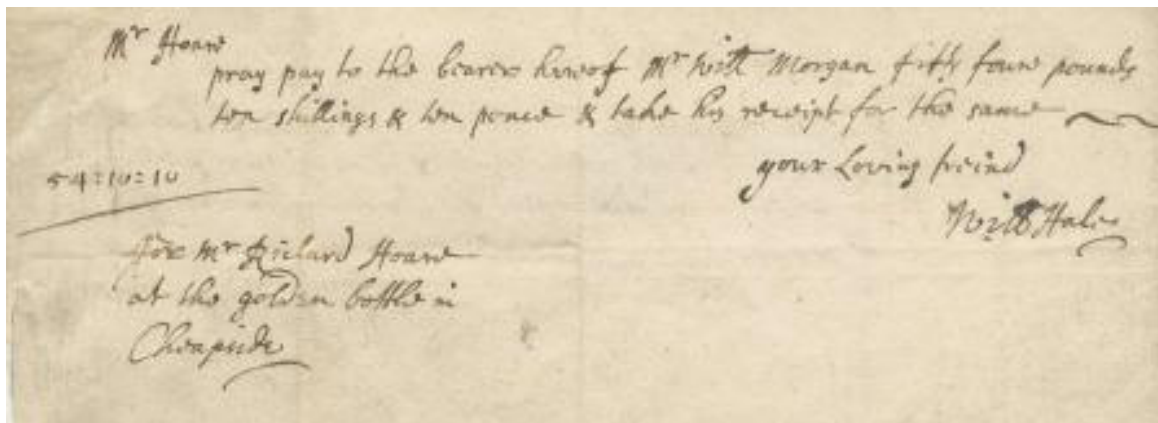 Mr Hoare
pray pay to the bearer hereof Mr Will Morgan fifty foure pounds
ten shillings & ten pence & take his receipt for the same
your Loving freind
Will Hale
54:10:10
For Mr Richard Hoare
at the golden bottle in
Cheapside